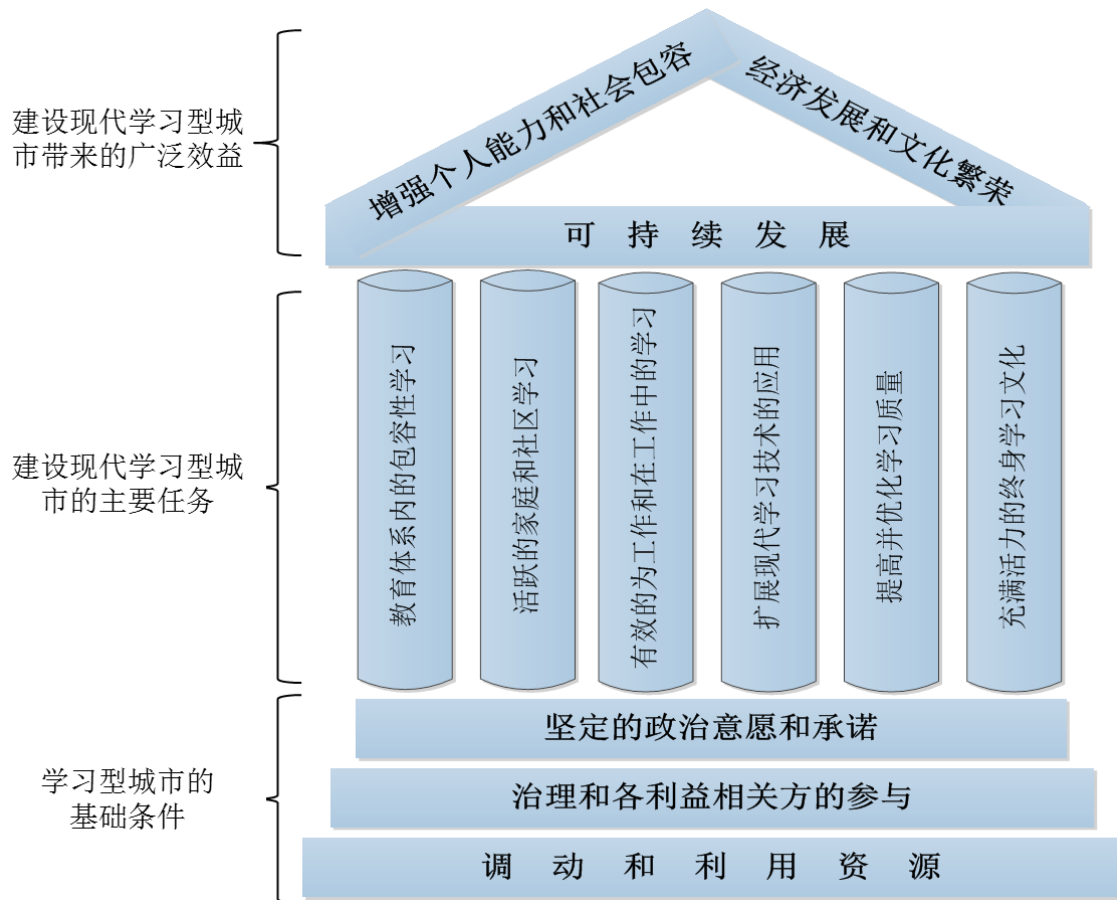 建设现代学习型城
市带来的广泛效益
增强个人能力和社会包容
经济发展和文化繁荣
可持续发展
建设现代学习型城
市的主要任务
教育体系内的包容性学习
活跃的家庭和社区学习
有效的为工作和在工作中的学习
扩展现代学习技术的应用
提高并优化学习质量
充满活力的终身学习文化
学习型城市的
基础条件
坚定的政治意愿和承诺
治理和各利益相关方的参与
调动和利用资源